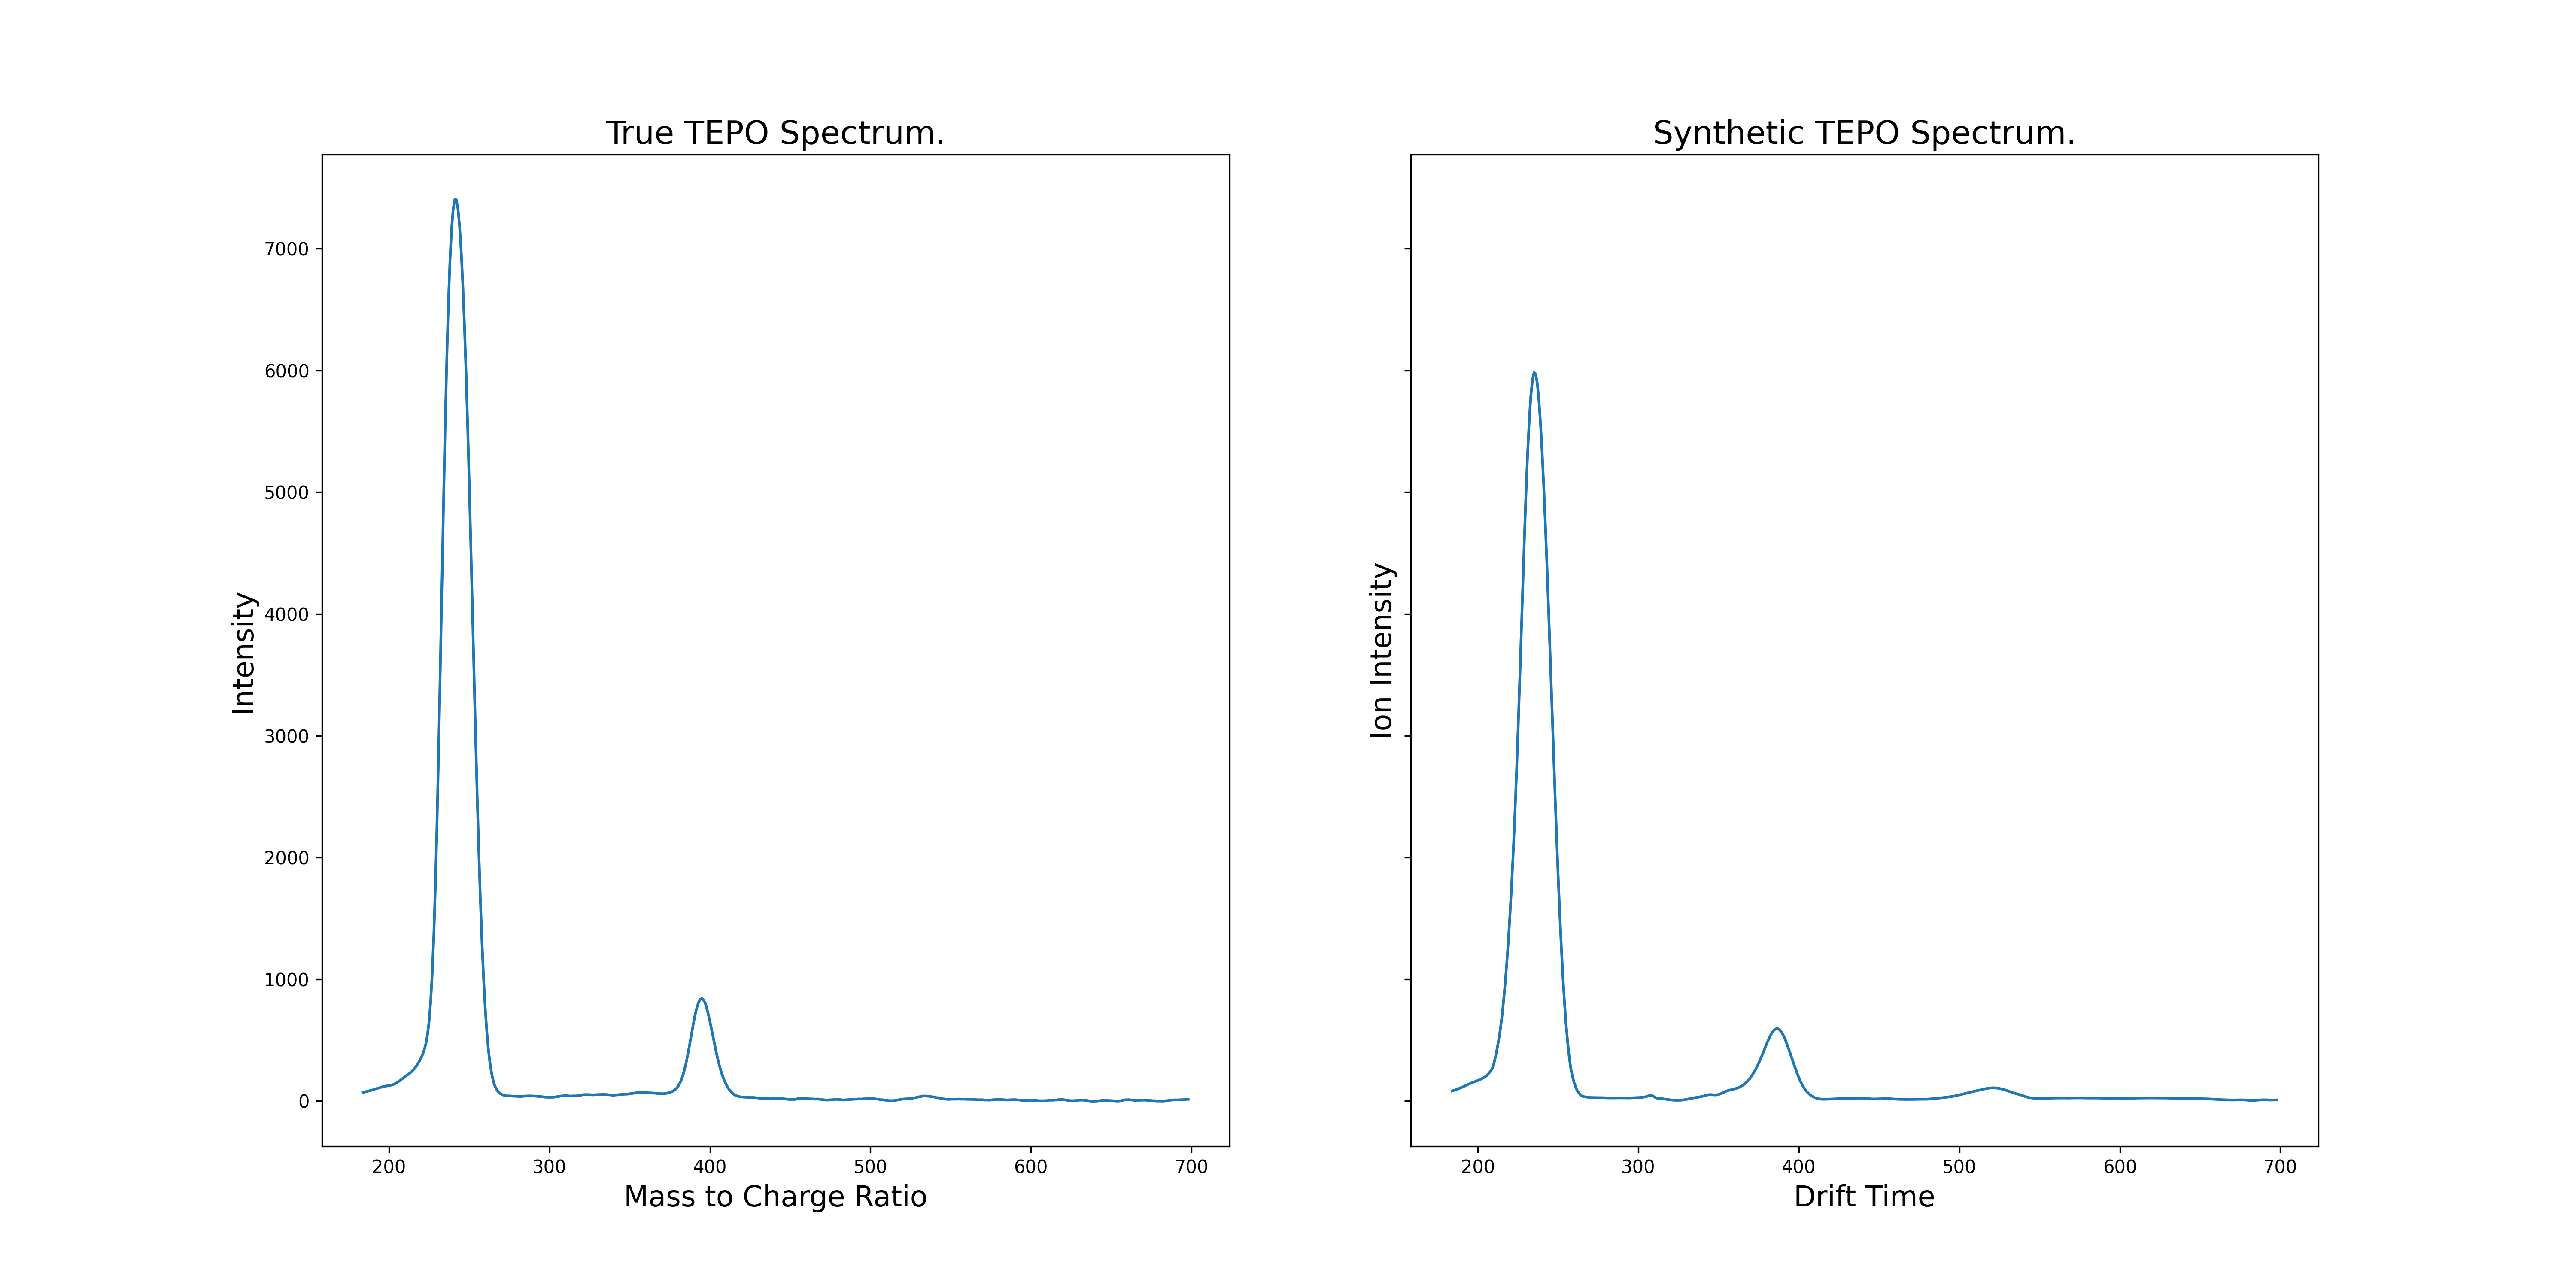 True TEPO Spectrum.
Intensity
7000
6000
5000
4000
3000
2000
1000
0
200 300 400 500 600 700
Mass to Charge Ratio
Synthetic TEPO Spectrum.
Ion Intensity
200 300 400 500 600 700
Drift Time